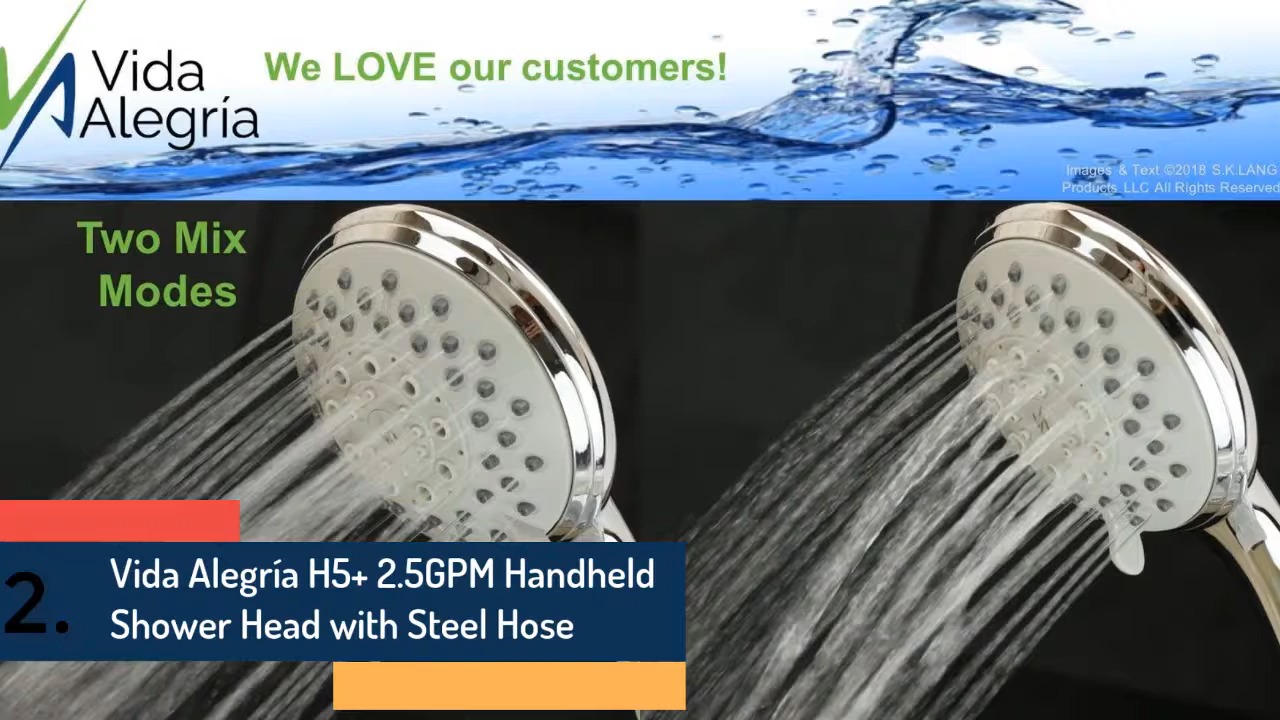 Vida
Alegría
We LOVE our customers!
Images & Text ©2018 S.K.LANG
Products LLC All Rights Reserved
Two Mix
Modes
2.
Vida Alegría H5+ 2.5GPM Handheld
Shower Head with Steel Hose